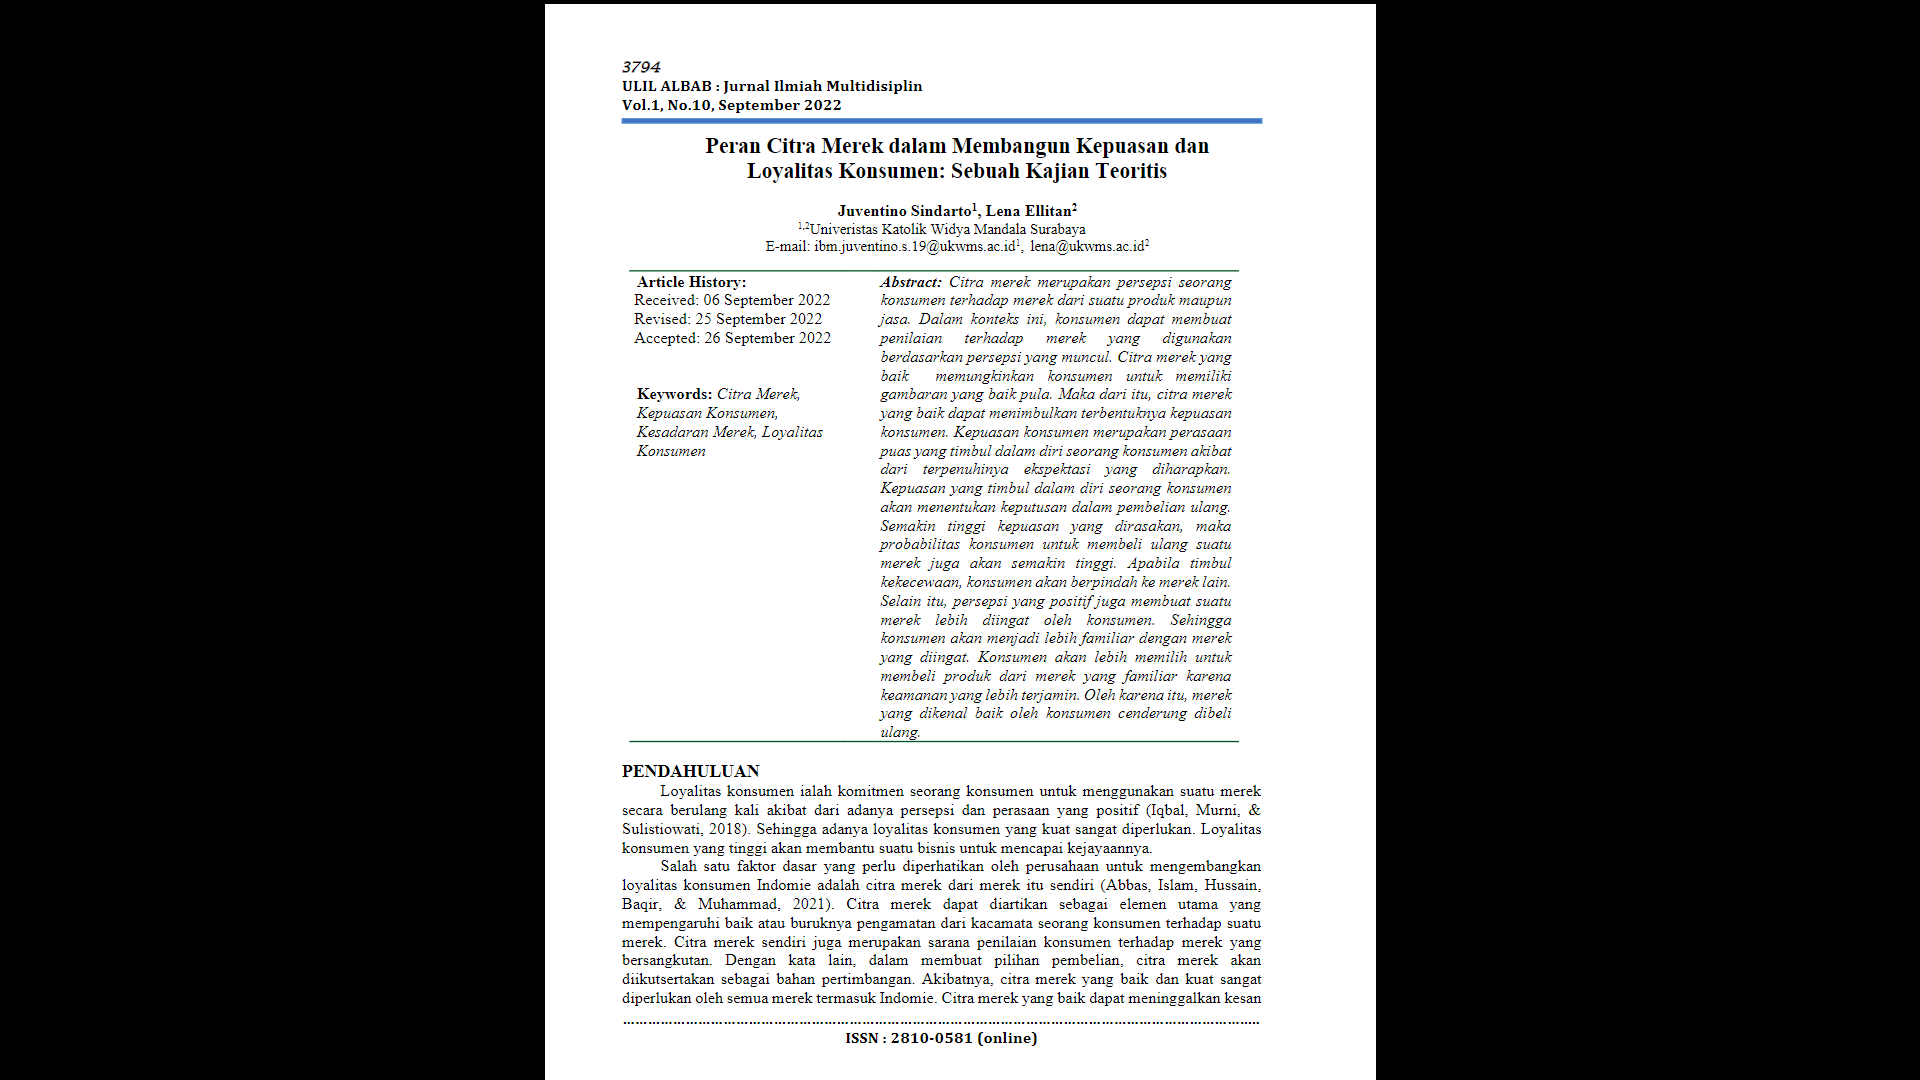 3794
ULIL ALBAB : Jurnal Ilmiah Multidisiplin
Vol.1, No.10, September 2022
Peran Citra Merek dalam Membangun Kepuasan dan
Loyalitas Konsumen: Sebuah Kajian Teoritis
Juventino Sindarto¹, Lena Ellitan²
¹,²Univeristas Katolik Widya Mandala Surabaya
E-mail: ibm.juventino.s.19@ukwms.ac.id¹, lena@ukwms.ac.id²
Article History:
Received: 06 September 2022
Revised: 25 September 2022
Accepted: 26 September 2022
Keywords: Citra Merek,
Kepuasan Konsumen,
Kesadaran Merek, Loyalitas
Konsumen
Abstract: Citra merek merupakan persepsi seorang
konsumen terhadap merek dari suatu produk maupun
jasa. Dalam konteks ini, konsumen dapat membuat
penilaian terhadap merek yang digunakan
berdasarkan persepsi yang muncul. Citra merek yang
baik memungkinkan konsumen untuk memiliki
gambaran yang baik pula. Maka dari itu, citra merek
yang baik dapat menimbulkan terbentuknya kepuasan
konsumen. Kepuasan konsumen merupakan perasaan
puas yang timbul dalam diri seorang konsumen akibat
dari terpenuhinya ekspektasi yang diharapkan.
Kepuasan yang timbul dalam diri seorang konsumen
akan menentukan keputusan dalam pembelian ulang.
Semakin tinggi kepuasan yang dirasakan, maka
probabilitas konsumen untuk membeli ulang suatu
merek juga akan semakin tinggi. Apabila timbul
kekecewaan, konsumen akan berpindah ke merek lain.
Selain itu, persepsi yang positif juga membuat suatu
merek lebih diingat oleh konsumen. Sehingga
konsumen akan menjadi lebih familiar dengan merek
yang diingat. Konsumen akan lebih memilih untuk
membeli produk dari merek yang familiar karena
keamanan yang lebih terjamin. Oleh karena itu, merek
yang dikenal baik oleh konsumen cenderung dibeli
ulang.
PENDAHULUAN
Loyalitas konsumen ialah komitmen seorang konsumen untuk menggunakan suatu merek
secara berulang kali akibat dari adanya persepsi dan perasaan yang positif (Iqbal, Murni, &
Sulistiowati, 2018). Sehingga adanya loyalitas konsumen yang kuat sangat diperlukan. Loyalitas
konsumen yang tinggi akan membantu suatu bisnis untuk mencapai kejayaannya.
Salah satu faktor dasar yang perlu diperhatikan oleh perusahaan untuk mengembangkan
loyalitas konsumen Indomie adalah citra merek dari merek itu sendiri (Abbas, Islam, Hussain,
Baqir, & Muhammad, 2021). Citra merek dapat diartikan sebagai elemen utama yang
mempengaruhi baik atau buruknya pengamatan dari kacamata seorang konsumen terhadap suatu
merek. Citra merek sendiri juga merupakan sarana penilaian konsumen terhadap merek yang
bersangkutan. Dengan kata lain, dalam membuat pilihan pembelian, citra merek akan
diikutsertakan sebagai bahan pertimbangan. Akibatnya, citra merek yang baik dan kuat sangat
diperlukan oleh semua merek termasuk Indomie. Citra merek yang baik dapat meninggalkan kesan
ISSN : 2810-0581 (online)